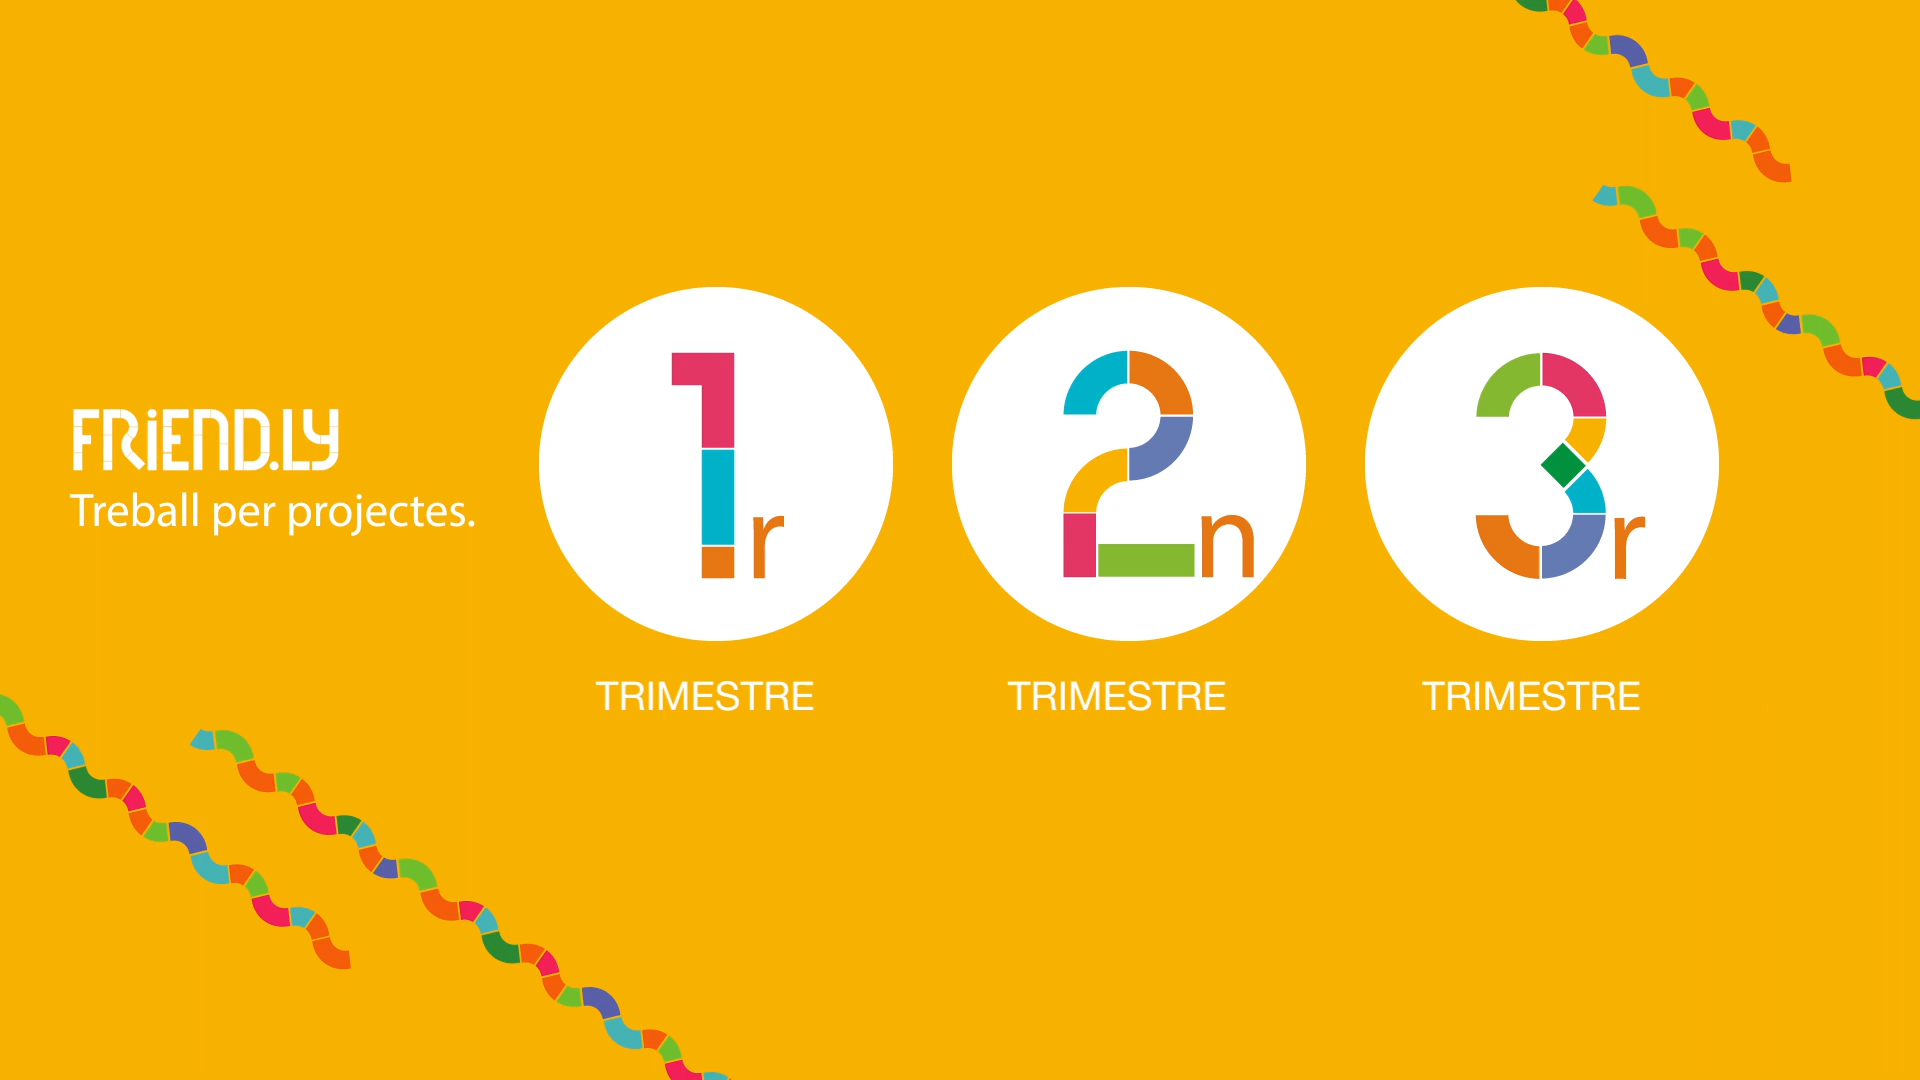 FRiEND.LY
Treball per projectes.
1r
TRIMESTRE
2n
TRIMESTRE
3r
TRIMESTRE